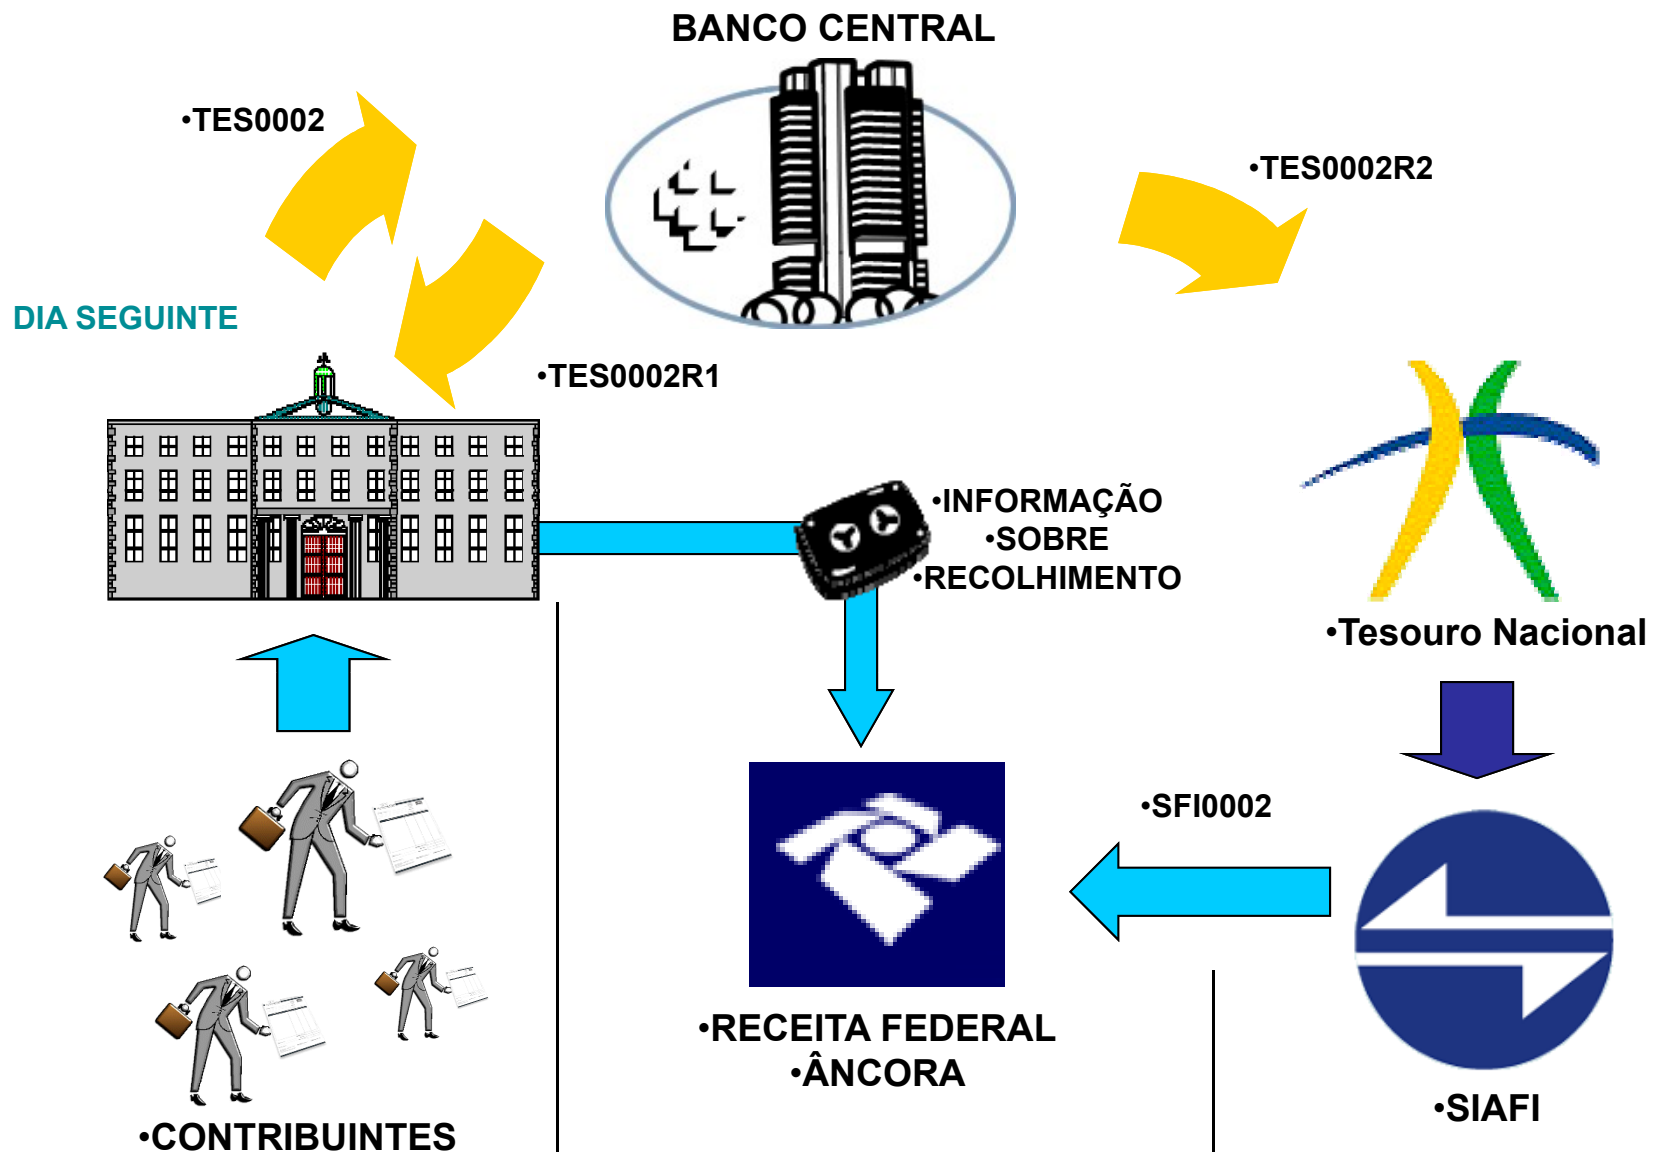 BANCO CENTRAL
•TES0002
•TES0002R2
DIA SEGUINTE
•TES0002R1
•INFORMAÇÃO
•SOBRE
•RECOLHIMENTO
•Tesouro Nacional
•SFI0002
•RECEITA FEDERAL
•ÂNCORA
•SIAFI
•CONTRIBUINTES